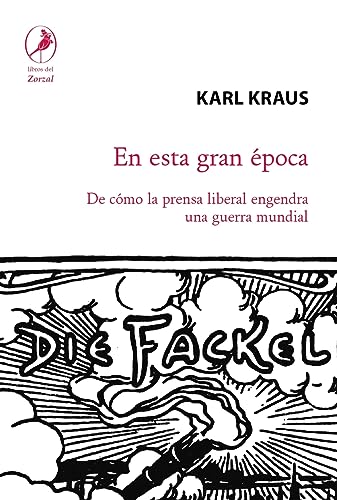 libros del
Zorzal
KARL KRAUS
En esta gran época
De cómo la prensa liberal engendra
una guerra mundial
DIE FACKEL